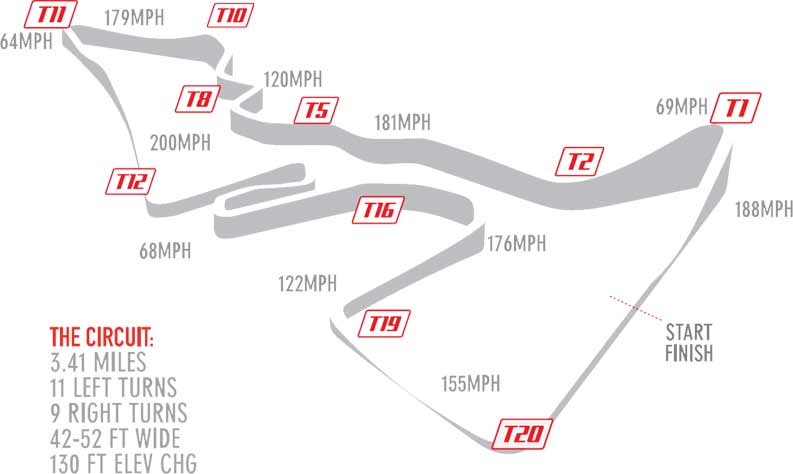 T11
179MPH
T10
64MPH
120MPH
T8
T5
69MPH
T1
181MPH
200MPH
T2
T12
T16
188MPH
68MPH
176MPH
122MPH
T19
START
FINISH
155MPH
T20
THE CIRCUIT:
3.41 MILES
11 LEFT TURNS
9 RIGHT TURNS
42-52 FT WIDE
130 FT ELEV CHG